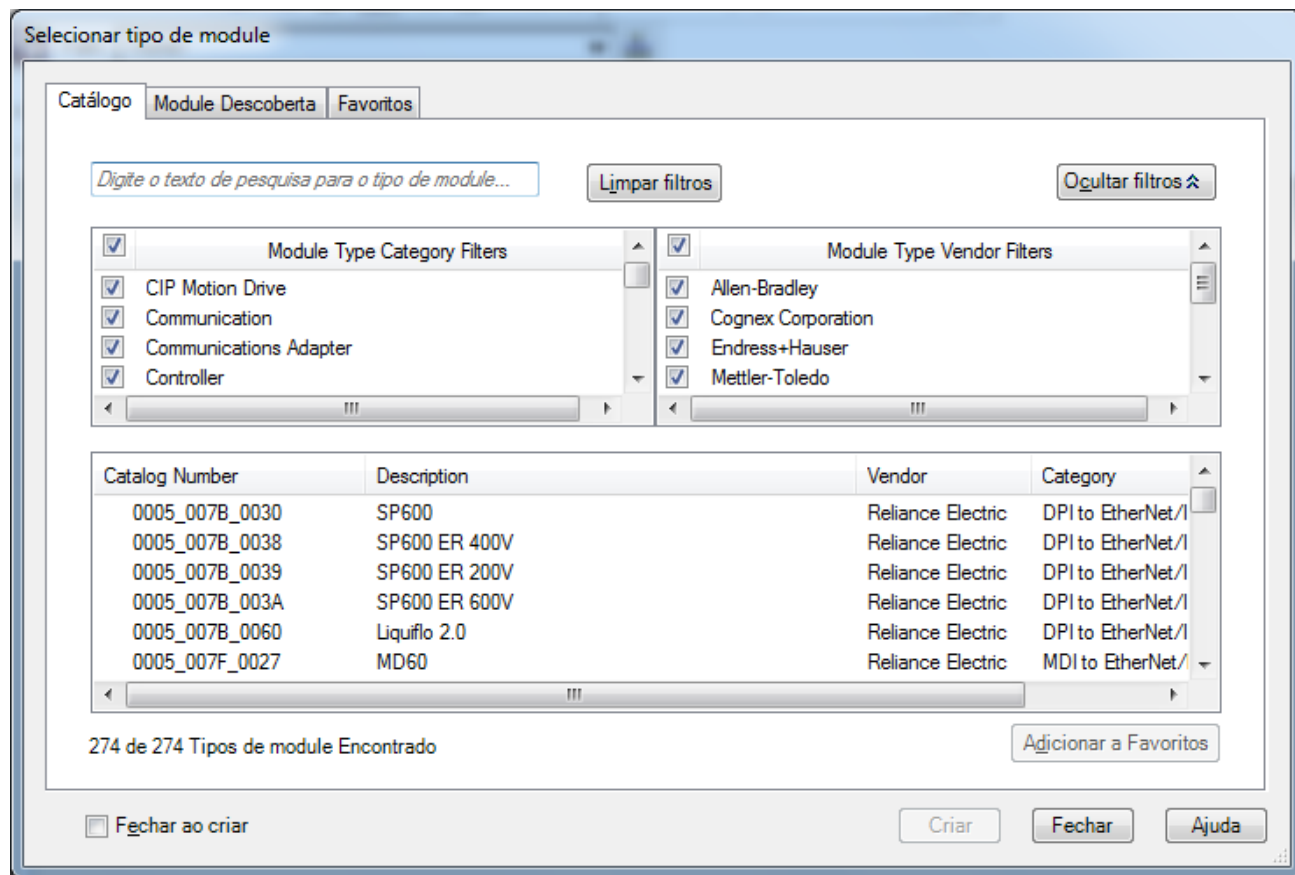 Selecionar tipo de module
Catálogo Module Descoberta Favoritos
Digite o texto de pesquisa para o tipo de module... Limpar filtros Ocultar filtros
Module Type Category Filters
CIP Motion Drive
Communication
Communications Adapter
Controller
Module Type Vendor Filters
Allen-Bradley
Cognex Corporation
Endress+Hauser
Mettler-Toledo
Catalog Number Description Vendor Category
0005_007B_0030 SP600 Reliance Electric DPI to EtherNet/I
0005_007B_0038 SP600 ER 400V Reliance Electric DPI to EtherNet/I
0005_007B_0039 SP600 ER 200V Reliance Electric DPI to EtherNet/I
0005_007B_003A SP600 ER 600V Reliance Electric DPI to EtherNet/I
0005_007B_0060 Liquiflo 2.0 Reliance Electric DPI to EtherNet/I
0005_007F_0027 MD60 Reliance Electric MDI to EtherNet/I
274 de 274 Tipos de module Encontrado Adicionar a Favoritos
Fechar ao criar Criar Fechar Ajuda